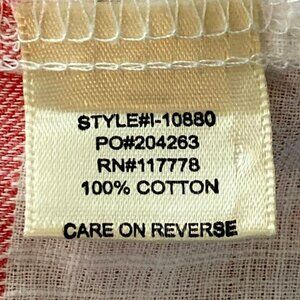 STYLE#I-10880
PO#204263
RN#117778
100% COTTON
CARE ON REVERSE